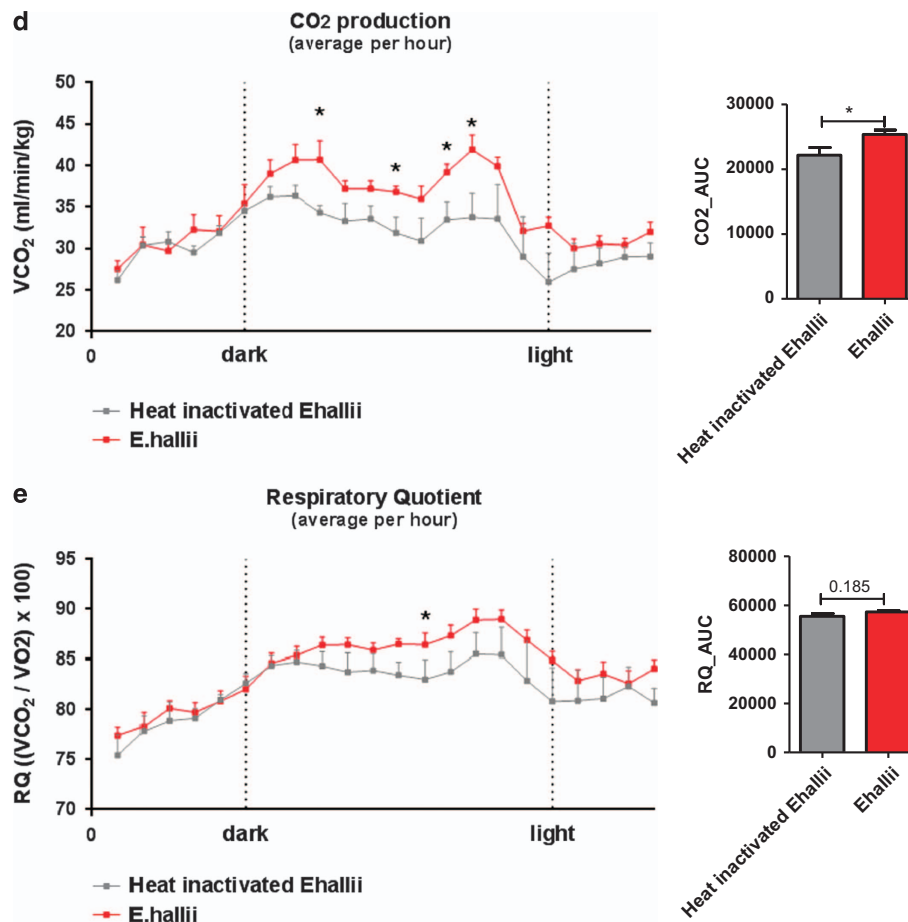 d
CO2 production
(average per hour)
VCO₂ (ml/min/kg)
50
45
40
35
30
25
20
0
dark
light
*
*
*
*
Heat inactivated Ehallii
E.hallii
CO2_AUC
30000
20000
10000
0
*
Heat inactivated Ehallii
Ehallii
e
Respiratory Quotient
(average per hour)
RQ ((VCO₂ / VO2) x 100)
95
90
85
80
75
70
0
dark
light
*
Heat inactivated Ehallii
E.hallii
RQ_AUC
80000
60000
40000
20000
0
0.185
Heat inactivated Ehallii
Ehallii